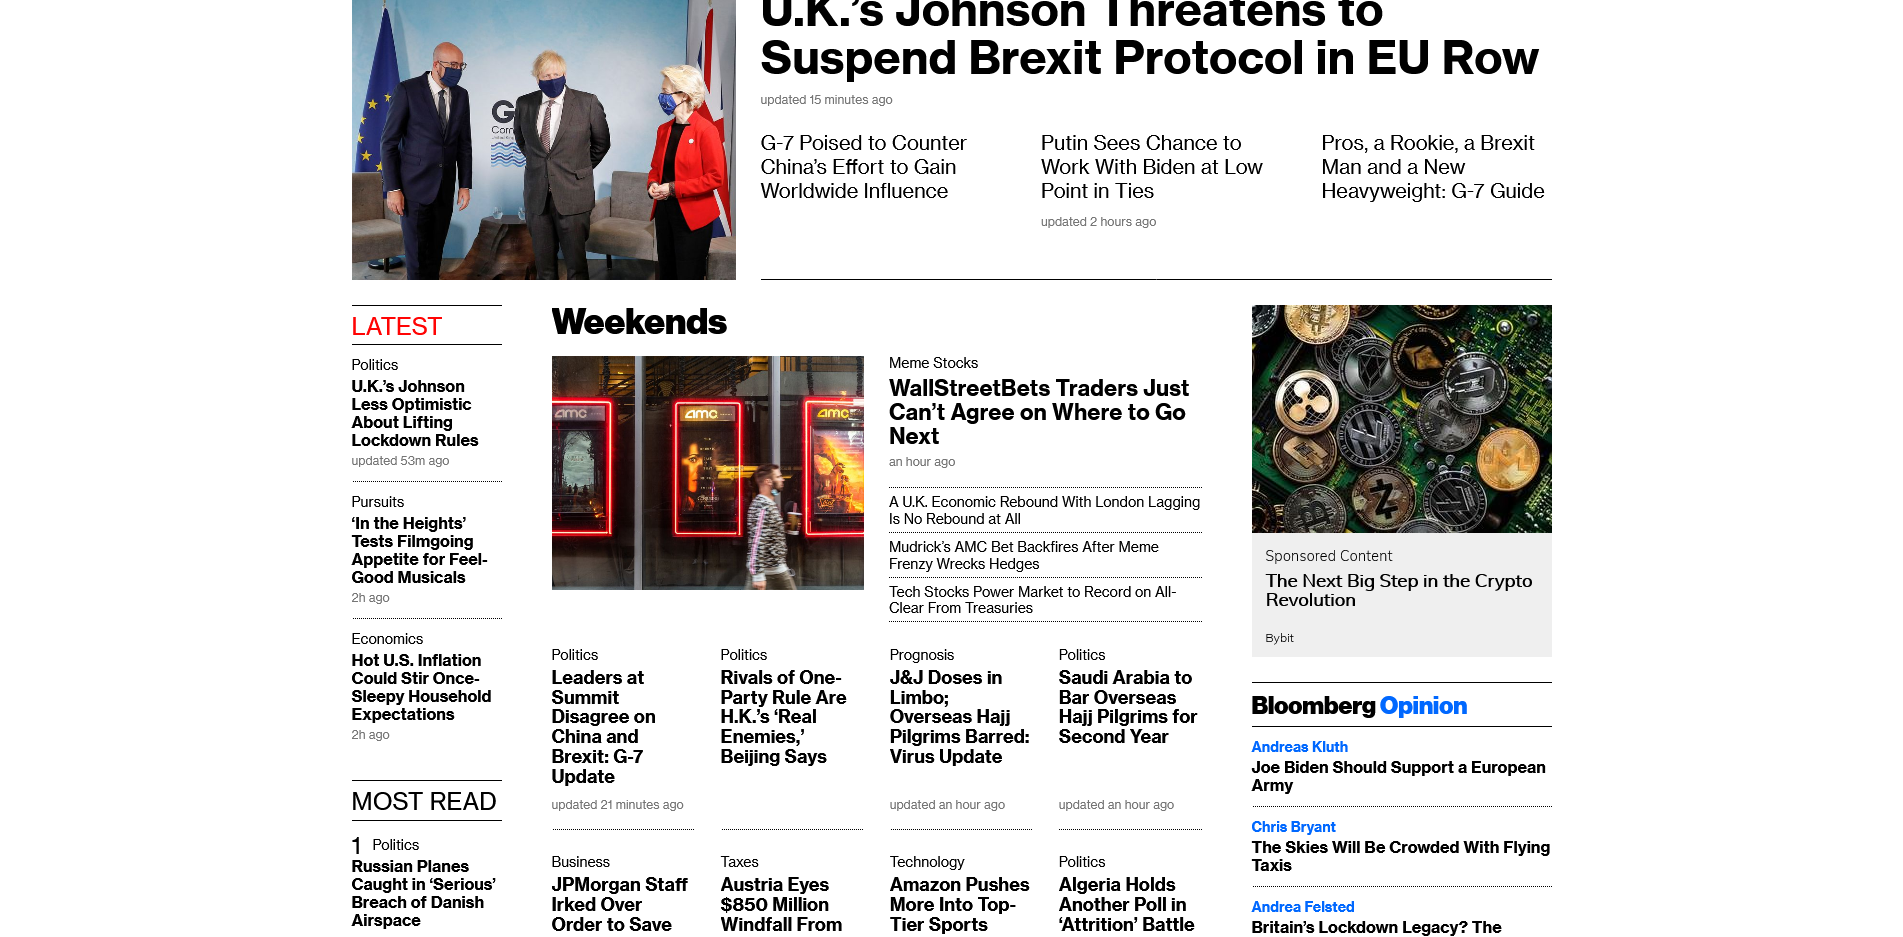 U.K.’s Johnson Threatens to
Suspend Brexit Protocol in EU Row
updated 15 minutes ago
G-7 Poised to Counter
China’s Effort to Gain
Worldwide Influence
Putin Sees Chance to
Work With Biden at Low
Point in Ties
updated 2 hours ago
Pros, a Rookie, a Brexit
Man and a New
Heavyweight: G-7 Guide
LATEST
Politics
U.K.’s Johnson
Less Optimistic
About Lifting
Lockdown Rules
updated 53m ago
Pursuits
‘In the Heights’
Tests Filmgoing
Appetite for Feel-
Good Musicals
2h ago
Economics
Hot U.S. Inflation
Could Stir Once-
Sleepy Household
Expectations
2h ago
MOST READ
1 Politics
Russian Planes
Caught in ‘Serious’
Breach of Danish
Airspace
Weekends
amc
amc
amc
Meme Stocks
WallStreetBets Traders Just
Can’t Agree on Where to Go
Next
an hour ago
A U.K. Economic Rebound With London Lagging
Is No Rebound at All
Mudrick’s AMC Bet Backfires After Meme
Frenzy Wrecks Hedges
Tech Stocks Power Market to Record on All-
Clear From Treasuries
Politics
Leaders at
Summit
Disagree on
China and
Brexit: G-7
Update
updated 21 minutes ago
Politics
Rivals of One-
Party Rule Are
H.K.’s ‘Real
Enemies,’
Beijing Says
Prognosis
J&J Doses in
Limbo;
Overseas Hajj
Pilgrims Barred:
Virus Update
updated an hour ago
Politics
Saudi Arabia to
Bar Overseas
Hajj Pilgrims for
Second Year
updated an hour ago
Business
JPMorgan Staff
Irked Over
Order to Save
Taxes
Austria Eyes
$850 Million
Windfall From
Technology
Amazon Pushes
More Into Top-
Tier Sports
Politics
Algeria Holds
Another Poll in
‘Attrition’ Battle
Sponsored Content
The Next Big Step in the Crypto
Revolution
Bybit
Bloomberg Opinion
Andreas Kluth
Joe Biden Should Support a European
Army
Chris Bryant
The Skies Will Be Crowded With Flying
Taxis
Andrea Felsted
Britain’s Lockdown Legacy? The